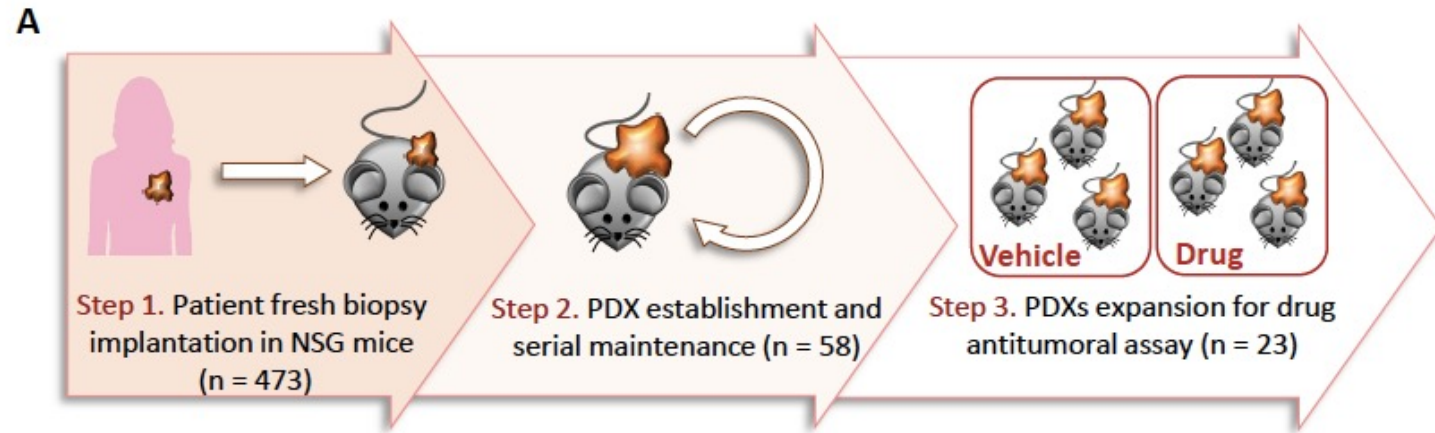 A
Step 1. Patient fresh biopsy
implantation in NSG mice
(n = 473)
Step 2. PDX establishment and
serial maintenance (n = 58)
Vehicle
Drug
Step 3. PDXs expansion for drug
antitumoral assay (n = 23)